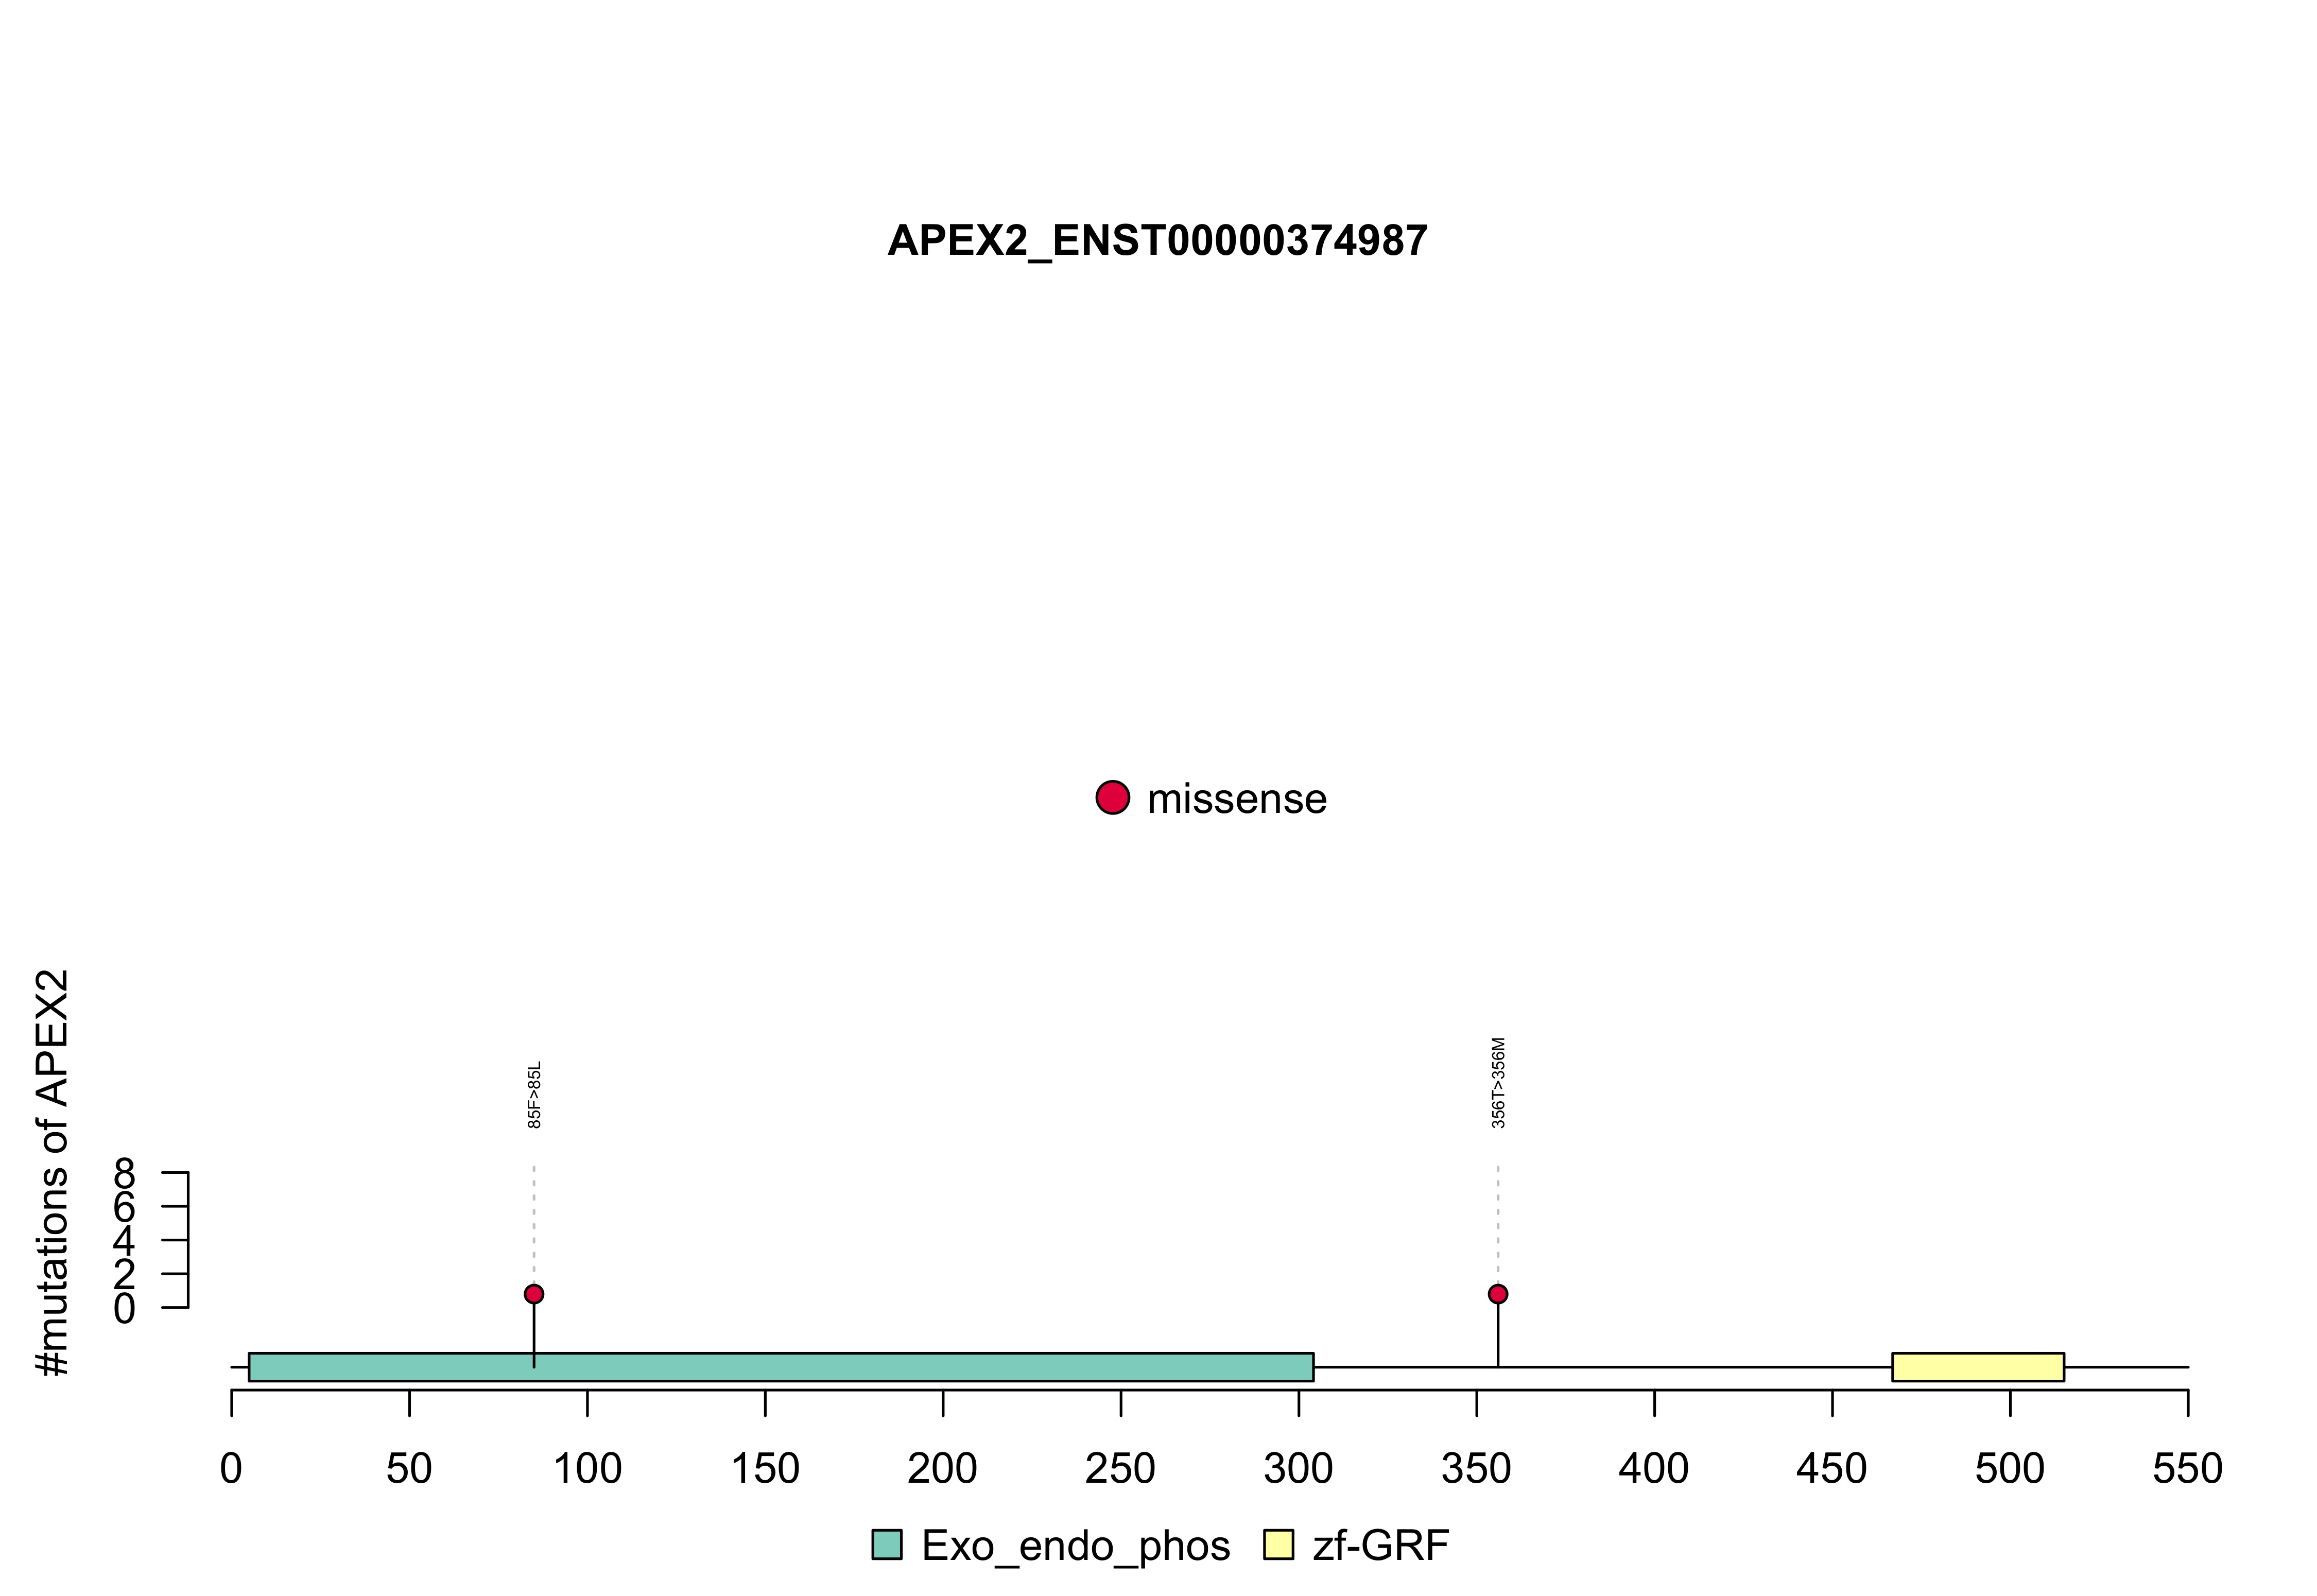 APEX2_ENST00000374987
missense
#mutations of APEX2
85F>85L
356T>356M
8
6
4
2
0
0 50 100 150 200 250 300 350 400 450 500 550
Exo_endo_phos zf-GRF